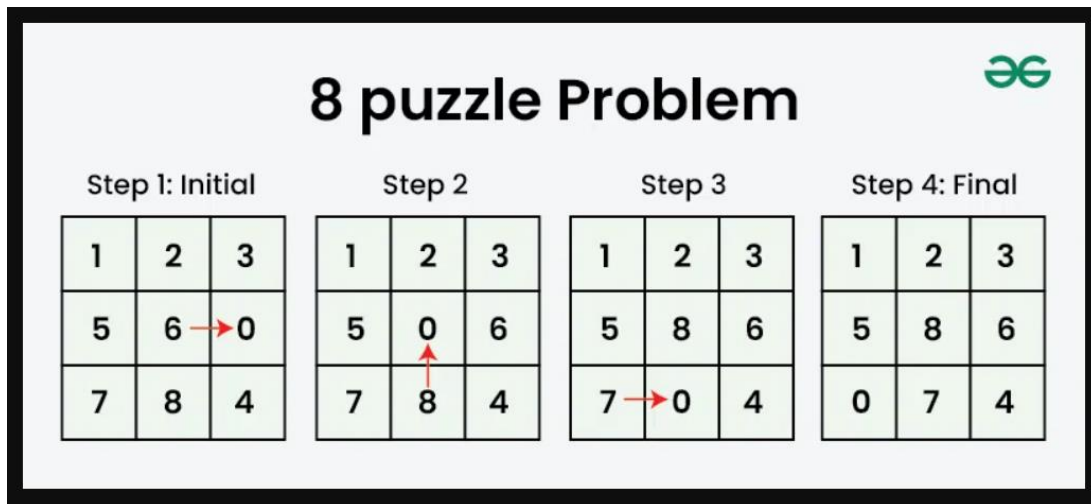 8 puzzle Problem
Step 1: Initial
Step 2
Step 3
Step 4: Final
1 2 3
1 2 3
1 2 3
1 2 3
5 6 0
5 0 6
5 8 6
5 8 6
7 8 4
7 8 4
7 0 4
0 7 4